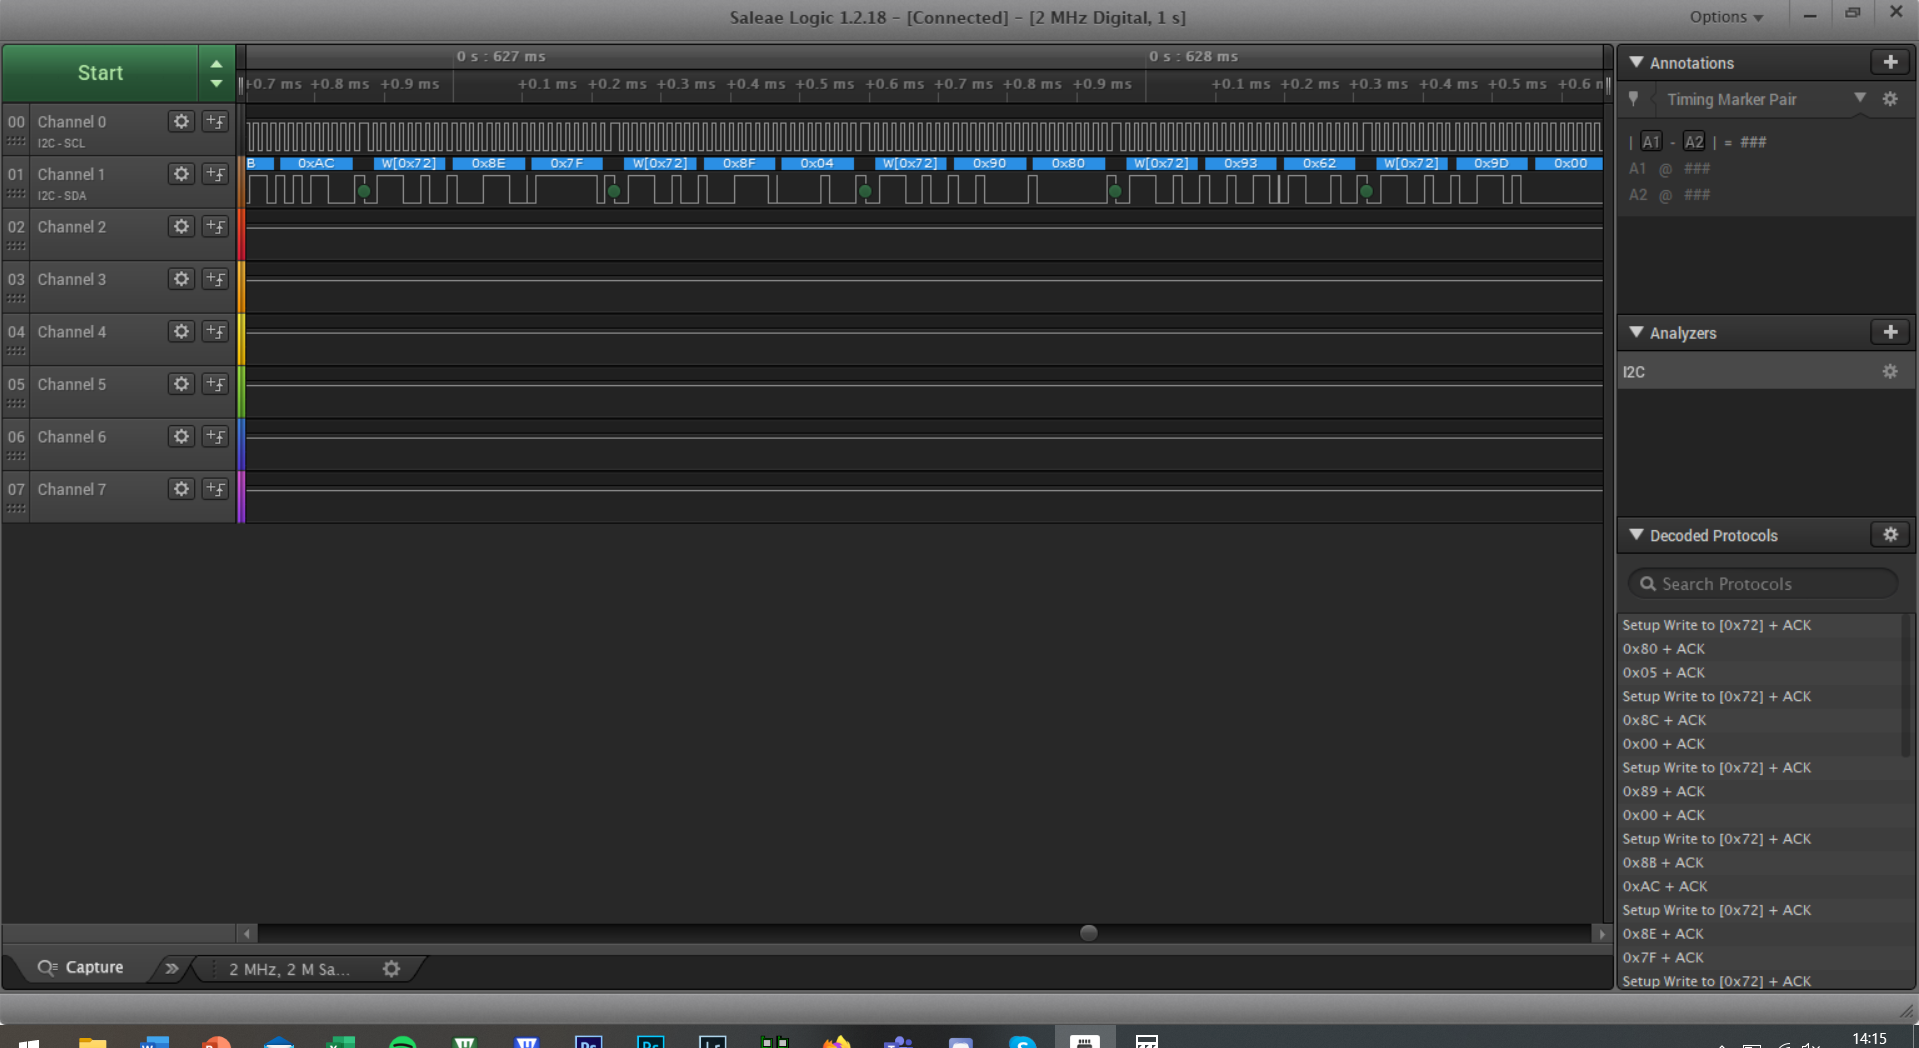 Saleae Logic 1.2.18 - [Connected] - [2 MHz Digital, 1 s]
Options
Start
0 s : 627 ms
0 s : 628 ms
+0.7 ms +0.8 ms +0.9 ms +0.1 ms +0.2 ms +0.3 ms +0.4 ms +0.5 ms +0.6 ms +0.7 ms +0.8 ms +0.9 ms +0.1 ms +0.2 ms +0.3 ms +0.4 ms +0.5 ms +0.6 m
00 Channel 0
I2C - SCL
B 0xAC W[0x72] 0x8E 0x7F W[0x72] 0x8F 0x04 W[0x72] 0x90 0x80 W[0x72] 0x93 0x62 W[0x72] 0x9D 0x00
01 Channel 1
I2C - SDA
02 Channel 2
03 Channel 3
04 Channel 4
05 Channel 5
06 Channel 6
07 Channel 7
Capture
2 MHz, 2 M Sa...
Annotations
Timing Marker Pair
| A1 - A2 | = ###
A1 @ ###
A2 @ ###
Analyzers
I2C
Decoded Protocols
Search Protocols
Setup Write to [0x72] + ACK
0x80 + ACK
0x05 + ACK
Setup Write to [0x72] + ACK
0x8C + ACK
0x00 + ACK
Setup Write to [0x72] + ACK
0x89 + ACK
0x00 + ACK
Setup Write to [0x72] + ACK
0x8B + ACK
0xAC + ACK
Setup Write to [0x72] + ACK
0x8E + ACK
0x7F + ACK
Setup Write to [0x72] + ACK
14:15